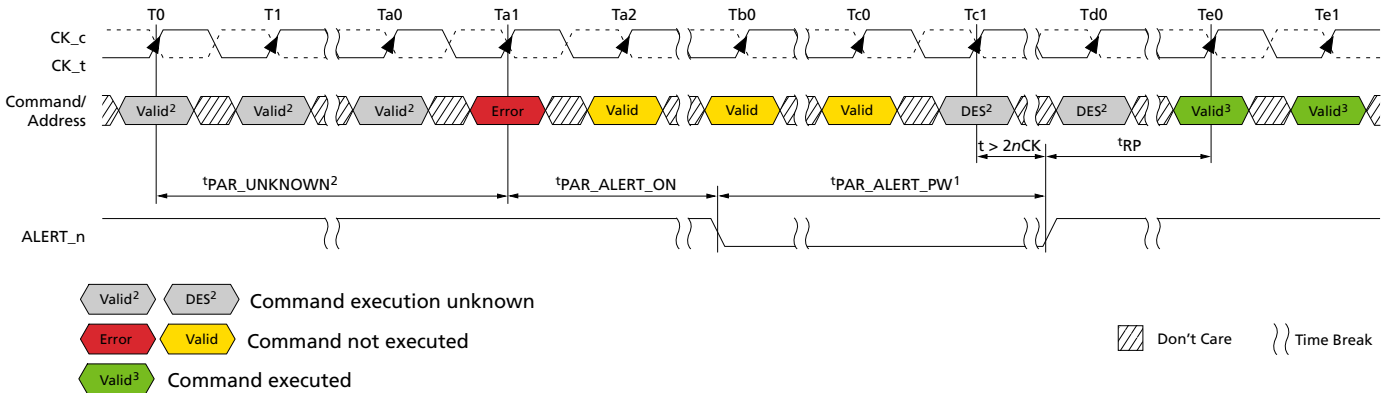 T0 T1 Ta0 Ta1 Ta2 Tb0 Tc0 Tc1 Td0 Te0 Te1
CK_c
CK_t
Command/
Address
Valid² Valid² Valid² Error Valid Valid Valid DES² DES² Valid³ Valid³
t > 2nCK
ᵗRP
ᵗPAR_UNKNOWN²
ᵗPAR_ALERT_ON
ᵗPAR_ALERT_PW¹
ALERT_n
Valid² DES² Command execution unknown
Error Valid Command not executed
Don't Care
Time Break
Valid³ Command executed